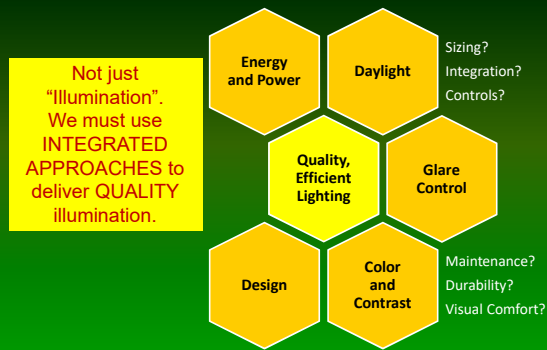 Not just
“Illumination”.
We must use
INTEGRATED
APPROACHES to
deliver QUALITY
illumination.
Energy
and Power
Daylight
Sizing?
Integration?
Controls?
Quality,
Efficient
Lighting
Glare
Control
Design
Color
and
Contrast
Maintenance?
Durability?
Visual Comfort?